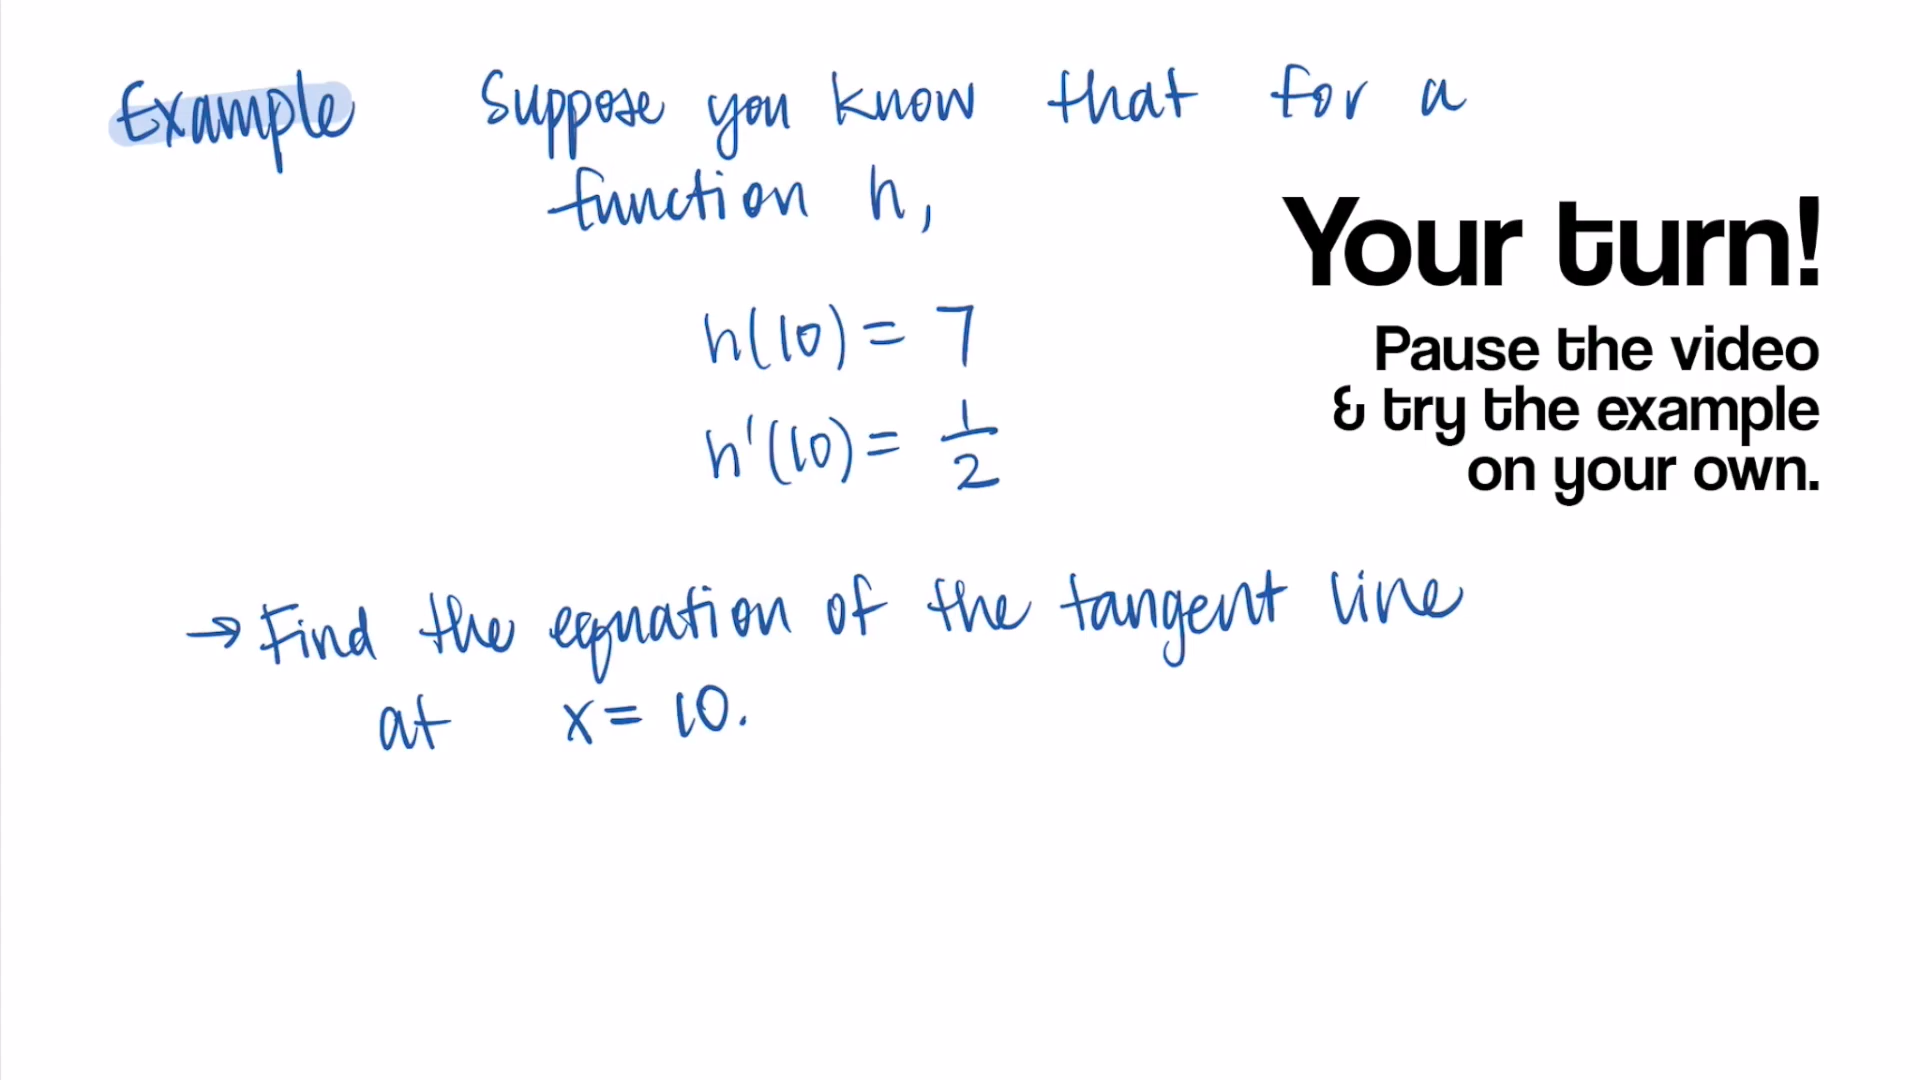 Example Suppose you know that for a
function h,
Your turn!
h(10) = 7
Pause the video
& try the example
on your own.
h'(10) = 1/2
→ Find the equation of the tangent line
at x = 10.